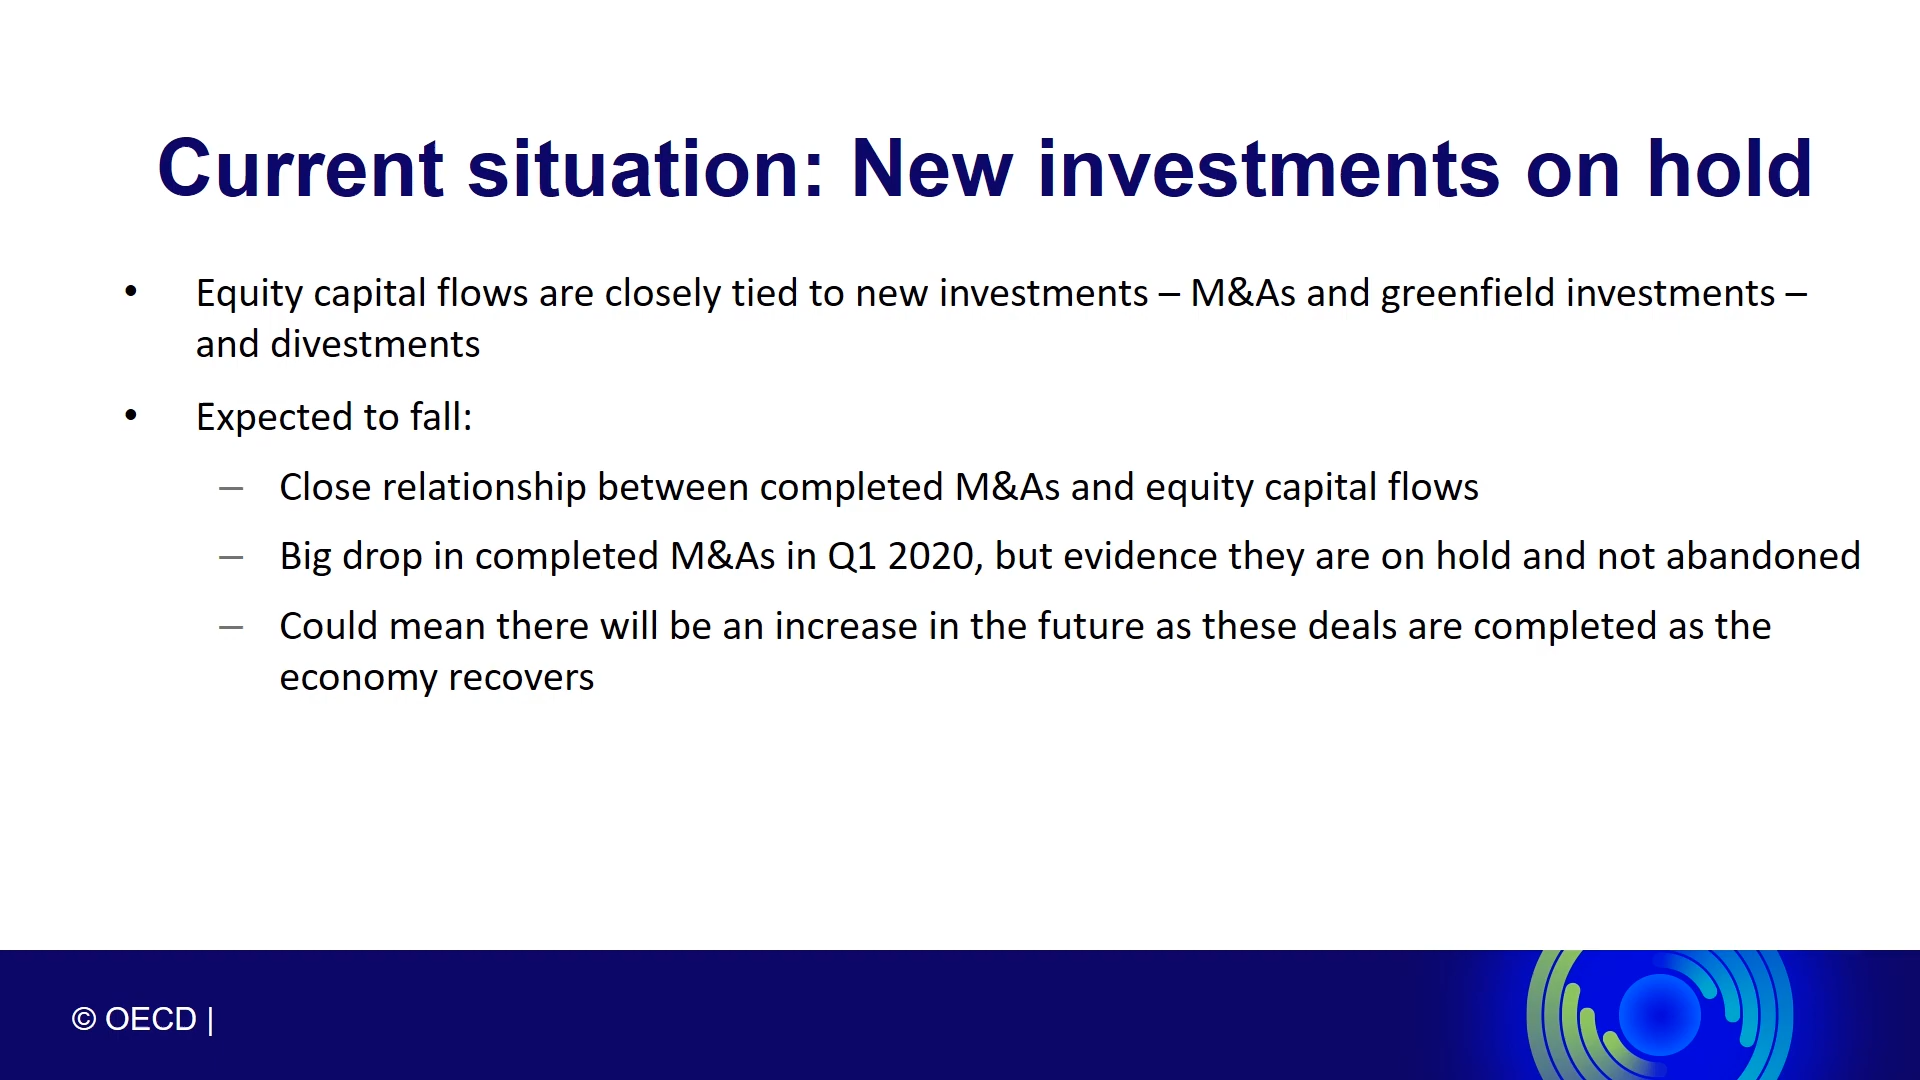 Current situation: New investments on hold
• Equity capital flows are closely tied to new investments – M&As and greenfield investments –
and divestments
• Expected to fall:
– Close relationship between completed M&As and equity capital flows
– Big drop in completed M&As in Q1 2020, but evidence they are on hold and not abandoned
– Could mean there will be an increase in the future as these deals are completed as the
economy recovers
© OECD |